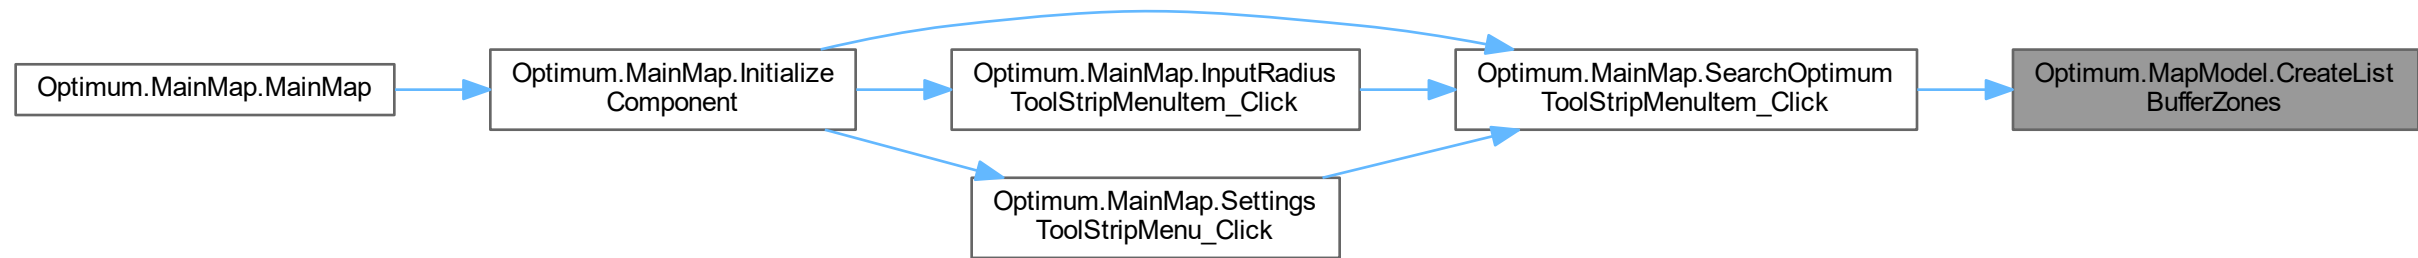 Optimum.MainMap.MainMap
Optimum.MainMap.Initialize
Component
Optimum.MainMap.InputRadius
ToolStripMenuItem_Click
Optimum.MainMap.Settings
ToolStripMenu_Click
Optimum.MainMap.SearchOptimum
ToolStripMenuItem_Click
Optimum.MapModel.CreateList
BufferZones